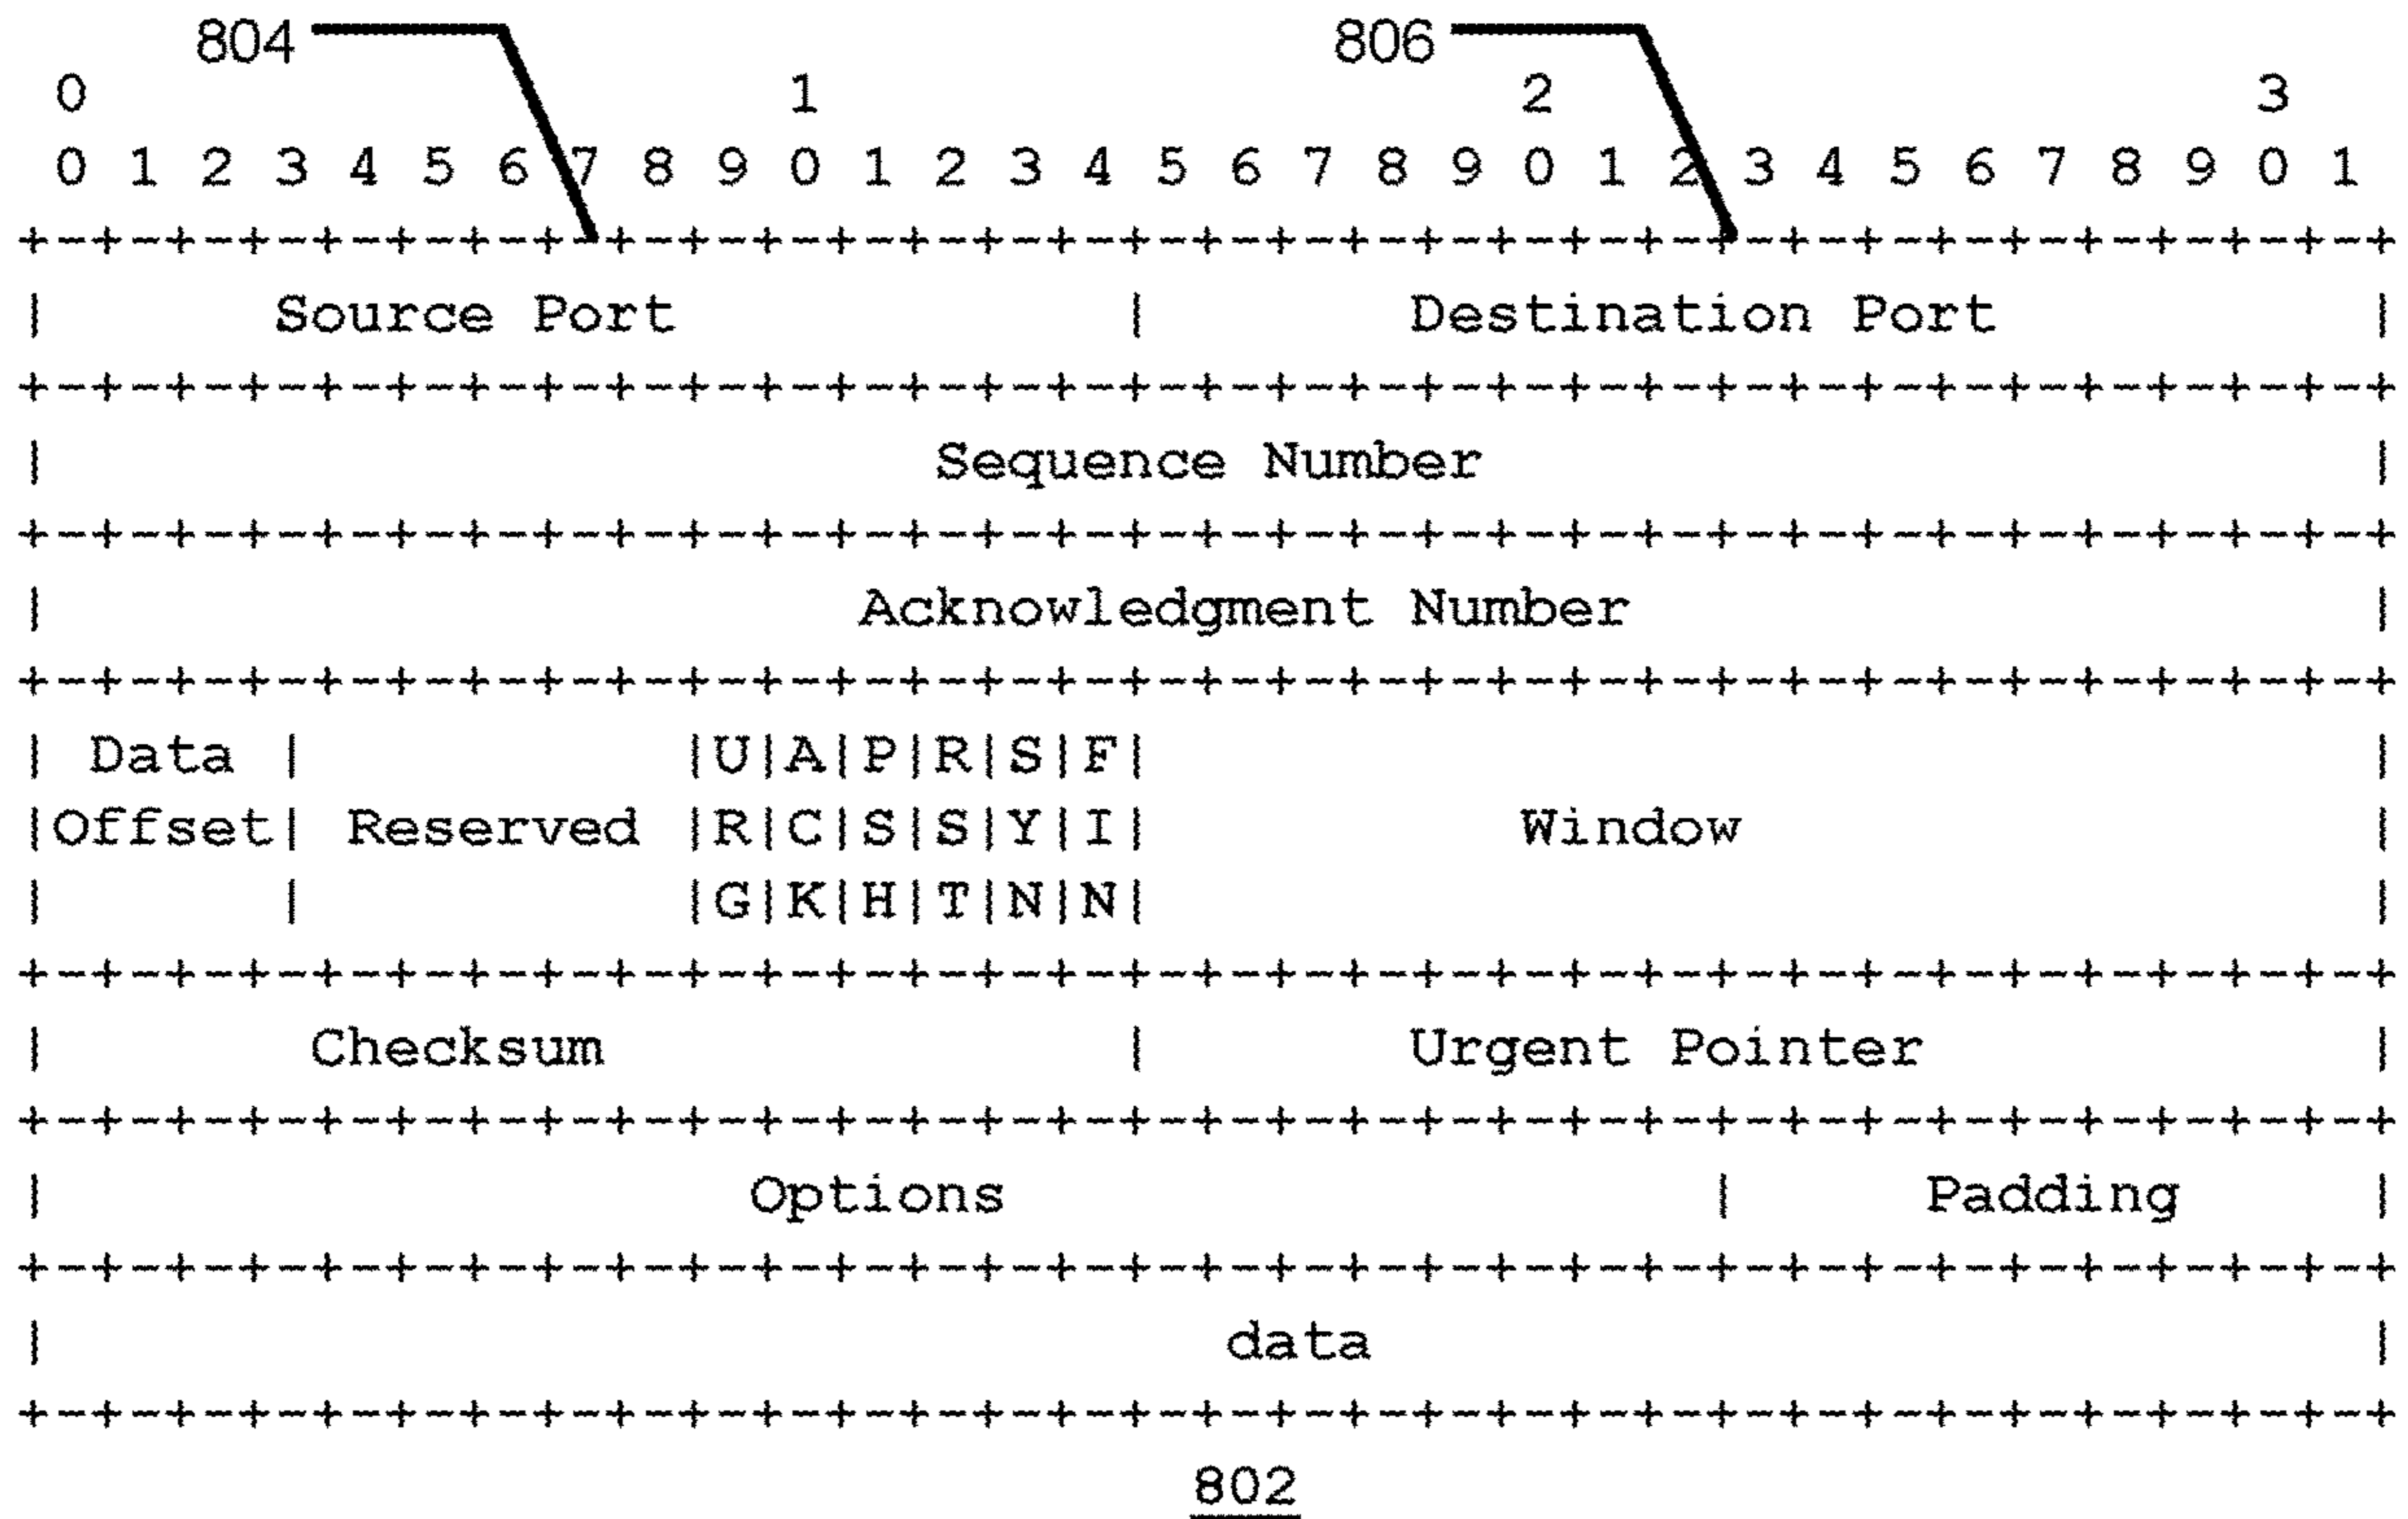 804 806
0 1 2 3
0 1 2 3 4 5 6 7 8 9 0 1 2 3 4 5 6 7 8 9 0 1 2 3 4 5 6 7 8 9 0 1
+-+-+-+-+-+-+-+-+-+-+-+-+-+-+-+-+-+-+-+-+-+-+-+-+-+-+-+-+-+-+-+-+
| Source Port | Destination Port |
+-+-+-+-+-+-+-+-+-+-+-+-+-+-+-+-+-+-+-+-+-+-+-+-+-+-+-+-+-+-+-+-+
| Sequence Number |
+-+-+-+-+-+-+-+-+-+-+-+-+-+-+-+-+-+-+-+-+-+-+-+-+-+-+-+-+-+-+-+-+
| Acknowledgment Number |
+-+-+-+-+-+-+-+-+-+-+-+-+-+-+-+-+-+-+-+-+-+-+-+-+-+-+-+-+-+-+-+-+
| Data | |U|A|P|R|S|F| |
|Offset| Reserved |R|C|S|S|Y|I| Window |
| | |G|K|H|T|N|N| |
+-+-+-+-+-+-+-+-+-+-+-+-+-+-+-+-+-+-+-+-+-+-+-+-+-+-+-+-+-+-+-+-+
| Checksum | Urgent Pointer |
+-+-+-+-+-+-+-+-+-+-+-+-+-+-+-+-+-+-+-+-+-+-+-+-+-+-+-+-+-+-+-+-+
| Options | Padding |
+-+-+-+-+-+-+-+-+-+-+-+-+-+-+-+-+-+-+-+-+-+-+-+-+-+-+-+-+-+-+-+-+
| data |
+-+-+-+-+-+-+-+-+-+-+-+-+-+-+-+-+-+-+-+-+-+-+-+-+-+-+-+-+-+-+-+-+
802